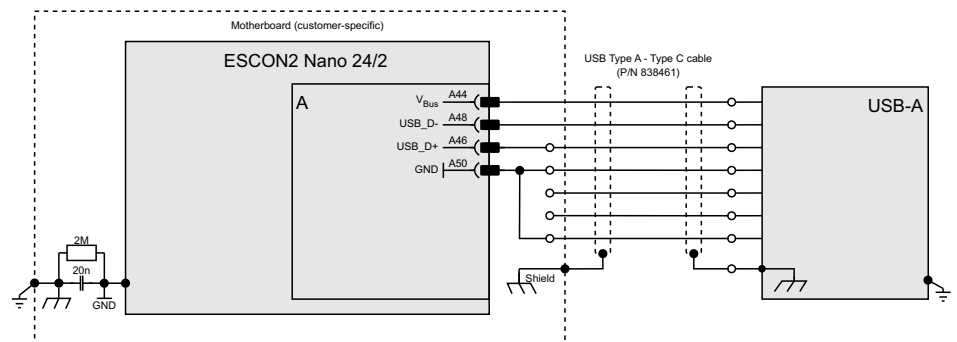 Motherboard (customer-specific)
ESCON2 Nano 24/2
USB Type A - Type C cable
(P/N 838461)
A
USB-A
VBus A44
USB_D- A48
USB_D+ A46
GND A50
2M
20n
GND
Shield